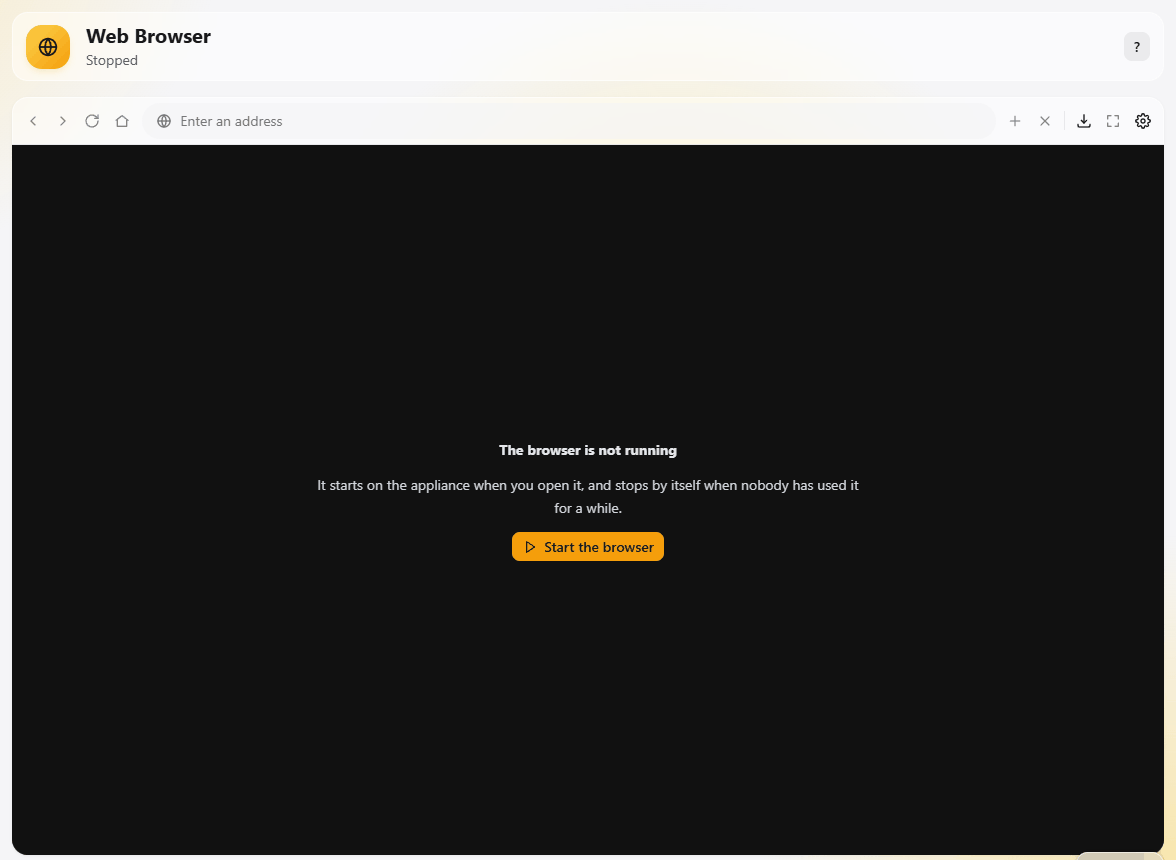 Web Browser
Stopped
?
Enter an address
The browser is not running
It starts on the appliance when you open it, and stops by itself when nobody has used it
for a while.
Start the browser